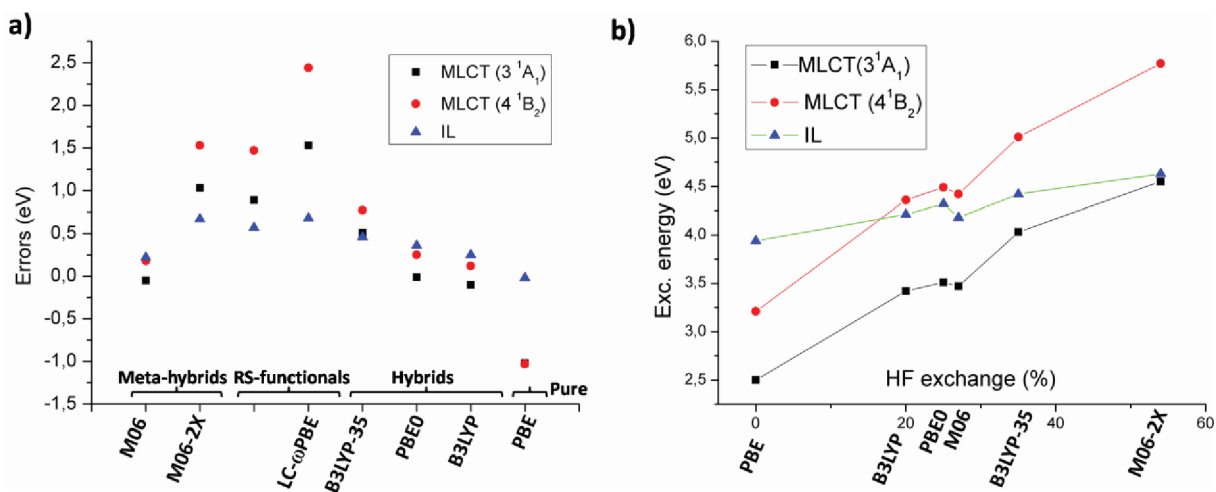 a)
MLCT (3 ¹A₁)
MLCT (4 ¹B₂)
IL
Errors (eV)
2,5
2,0
1,5
1,0
0,5
0,0
-0,5
-1,0
-1,5
Meta-hybrids
RS-functionals
Hybrids
Pure
M06
M06-2X
LC-ωPBE
B3LYP-35
PBE0
B3LYP
PBE
b)
MLCT(3¹A₁)
MLCT (4¹B₂)
IL
Exc. energy (eV)
6,0
5,5
5,0
4,5
4,0
3,5
3,0
2,5
HF exchange (%)
0
20
40
60
PBE
B3LYP
PBE0
M06
B3LYP-35
M06-2X